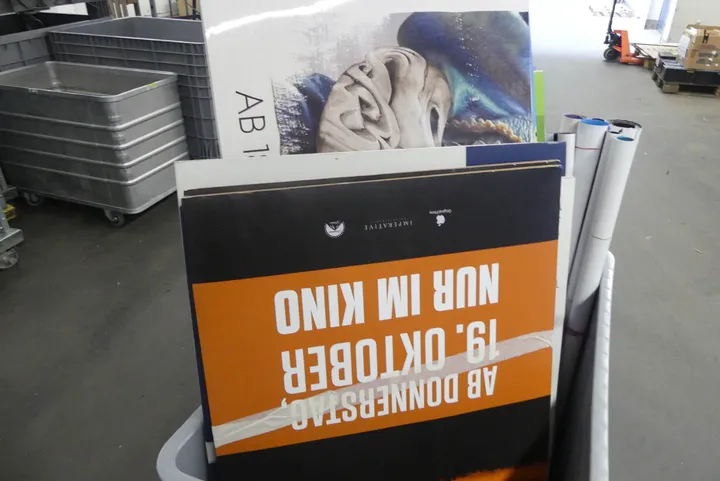 AB 1
AB DONNERSTAG,
19. OKTOBER
NUR IM KINO
IMPERATIVE